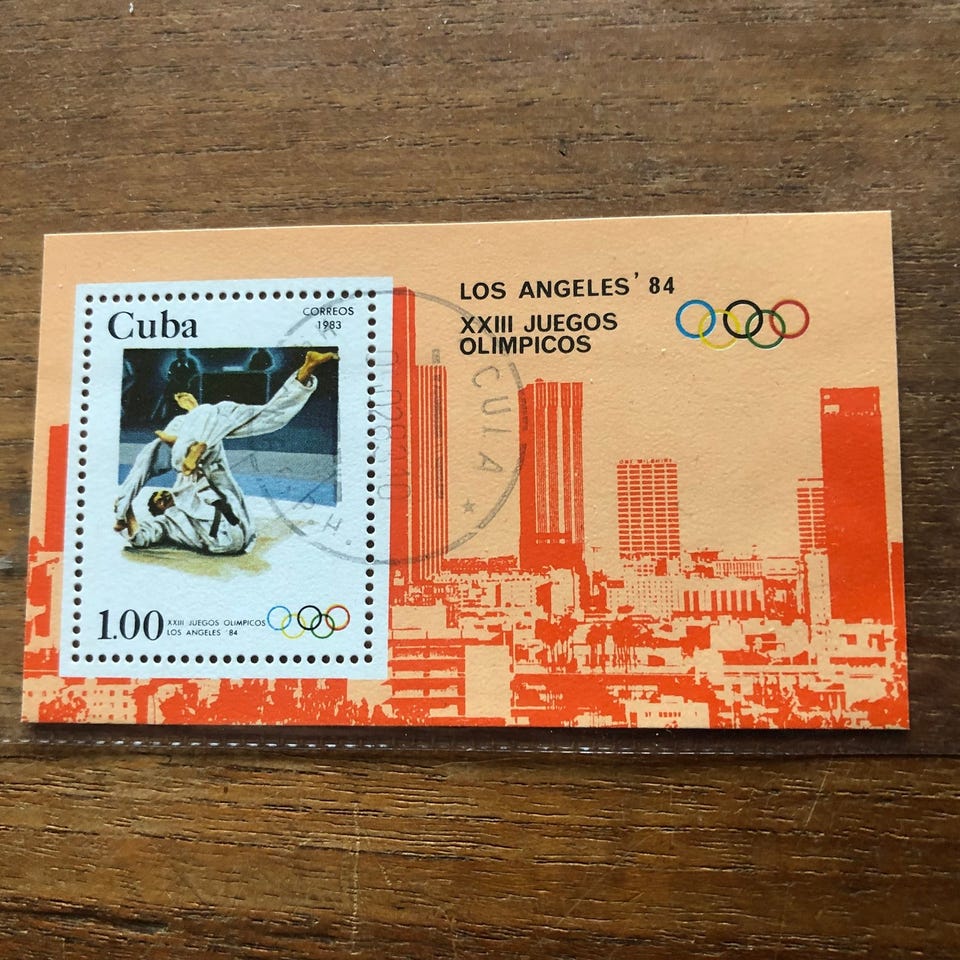 Cuba
CORREOS
1983
1.00
XXIII JUEGOS OLIMPICOS
LOS ANGELES '84
LOS ANGELES '84
XXIII JUEGOS
OLIMPICOS